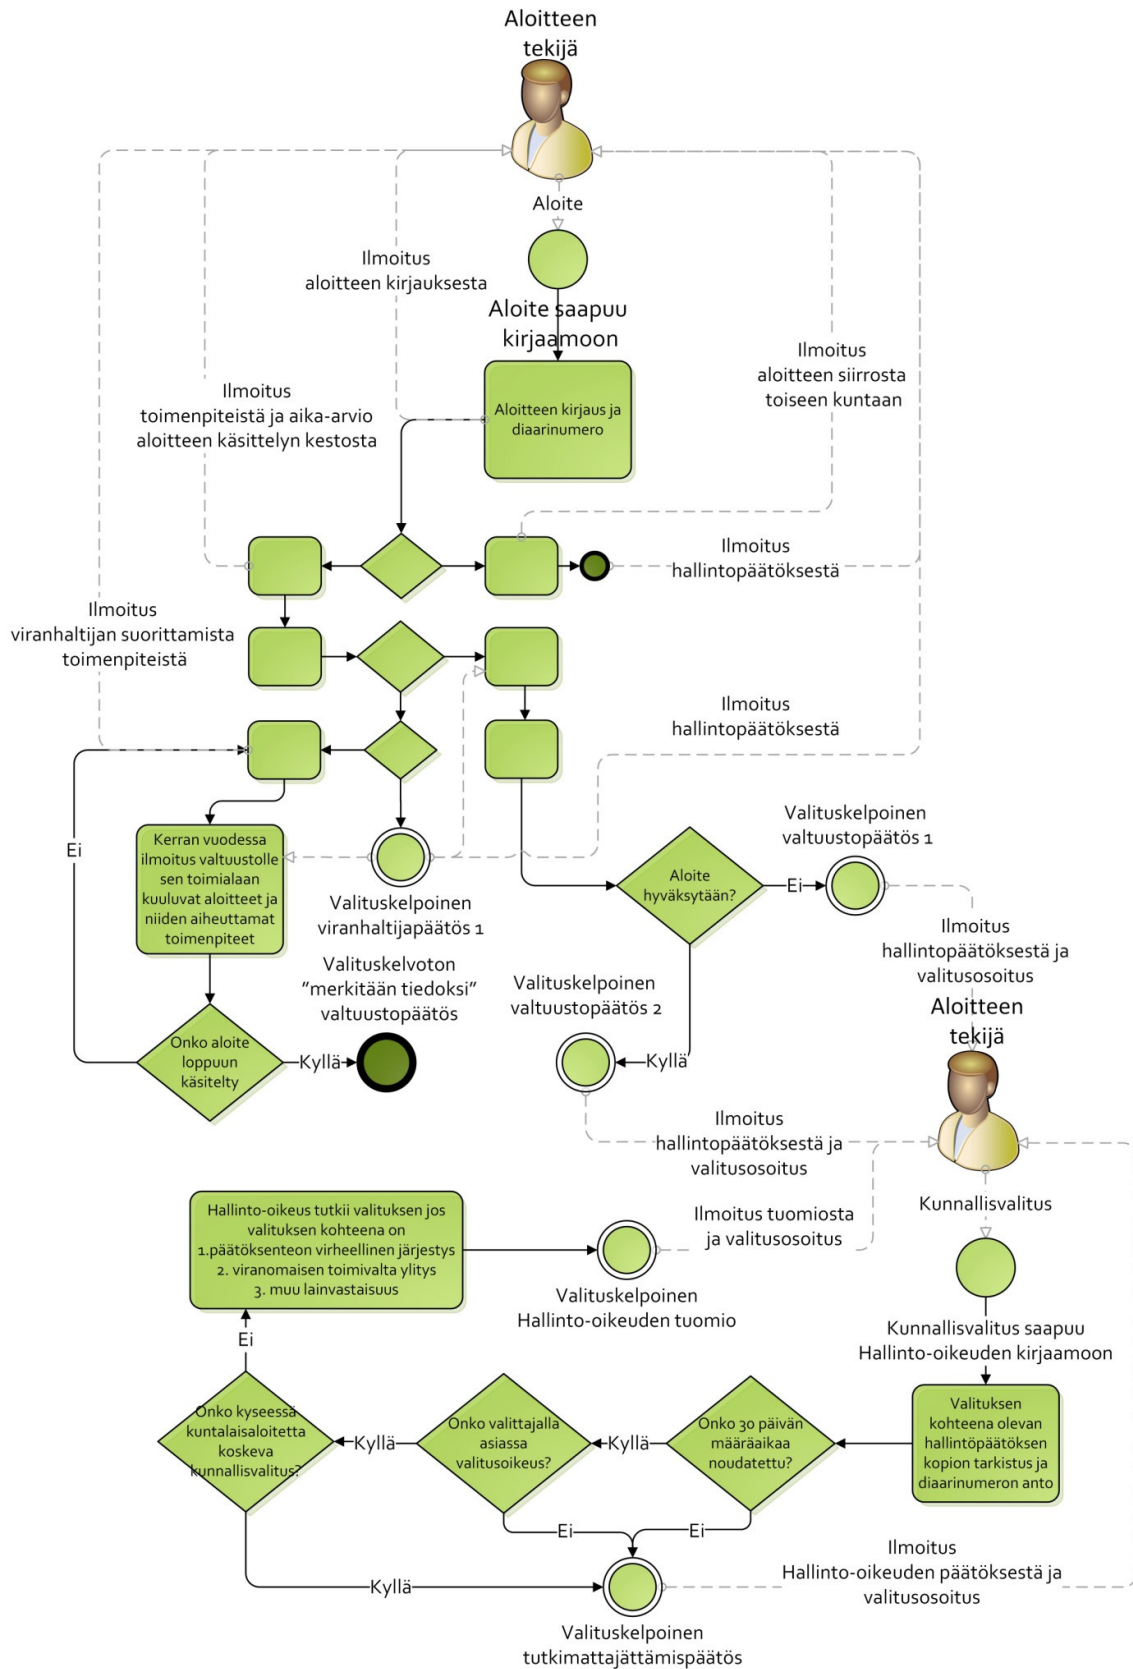 Aloitteen
tekijä
Aloite
Ilmoitus
aloitteen kirjauksesta
Aloite saapuu
kirjaamoon
Ilmoitus
aloitteen siirrosta
toiseen kuntaan
Ilmoitus
toimenpiteistä ja aika-arvio
aloitteen käsittelyn kestosta
Aloitteen kirjaus ja
diaarinumero
Ilmoitus
hallintopäätöksestä
Ilmoitus
viranhaltijan suorittamista
toimenpiteistä
Ilmoitus
hallintopäätöksestä
Ei
Kerran vuodessa
ilmoitus valtuustolle
sen toimialaan
kuuluvat aloitteet ja
niiden aiheuttamat
toimenpiteet
Valituskelpoinen
viranhaltijapäätös 1
Aloite
hyväksytään?
Ei
Valituskelpoinen
valtuustopäätös 1
Ilmoitus
hallintopäätöksestä ja
valitusosoitus
Valituskelvoton
"merkitään tiedoksi"
valtuustopäätös
Valituskelpoinen
valtuustopäätös 2
Aloitteen
tekijä
Onko aloite
loppuun
käsitelty
Kyllä
Kyllä
Ilmoitus
hallintopäätöksestä ja
valitusosoitus
Hallinto-oikeus tutkii valituksen jos
valituksen kohteena on
1.päätöksenteon virheellinen järjestys
2. viranomaisen toimivalta ylitys
3. muu lainvastaisuus
Ilmoitus tuomiosta
ja valitusosoitus
Kunnallisvalitus
Valituskelpoinen
Hallinto-oikeuden tuomio
Kunnallisvalitus saapuu
Hallinto-oikeuden kirjaamoon
Ei
Onko kyseessä
kuntalaisaloitetta
koskeva
kunnallisvalitus?
Kyllä
Onko valittajalla
asiassa
valitusoikeus?
Kyllä
Onko 30 päivän
määräaikaa
noudatettu?
Valituksen
kohteena olevan
hallintöpäätöksen
kopion tarkistus ja
diaarinumeron anto
Ei
Ei
Kyllä
Ilmoitus
Hallinto-oikeuden päätöksestä ja
valitusosoitus
Valituskelpoinen
tutkimattajättämispäätös